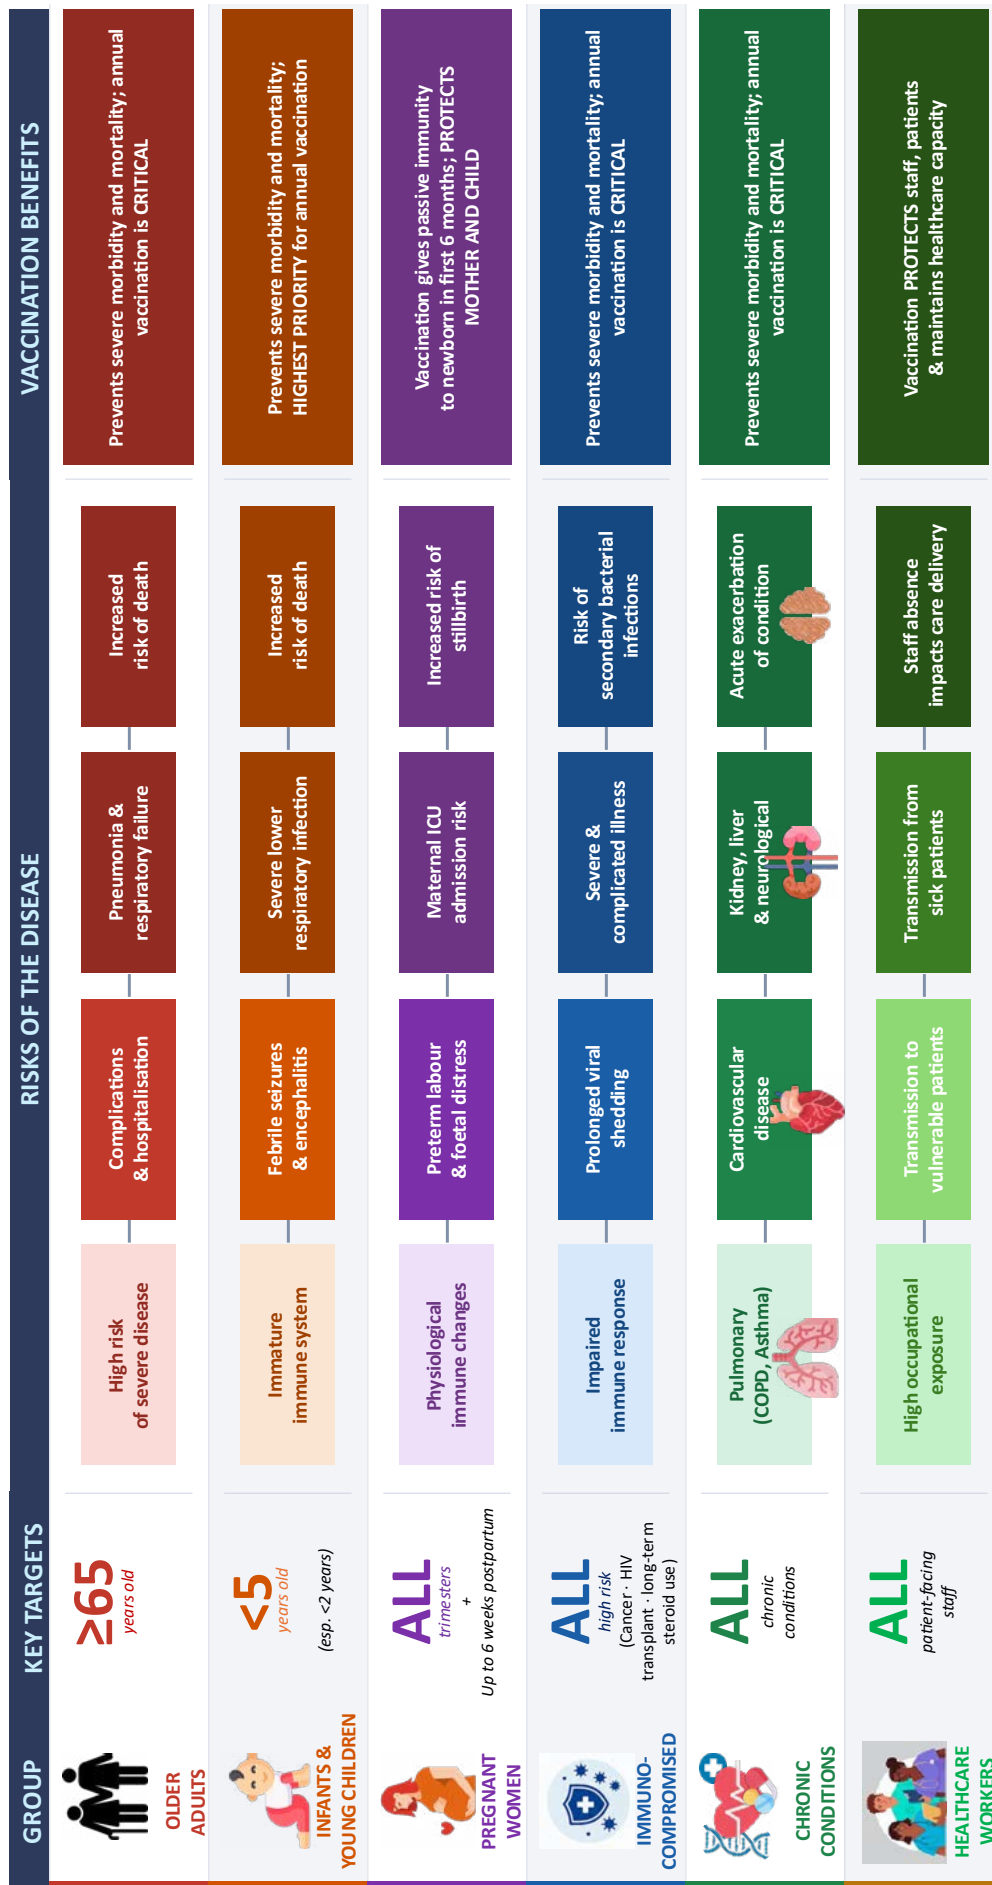 GROUP
KEY TARGETS
RISKS OF THE DISEASE
VACCINATION BENEFITS
OLDER
ADULTS
≥65
years old
High risk
of severe disease
Complications
& hospitalisation
Pneumonia &
respiratory failure
Increased
risk of death
Prevents severe morbidity and mortality; annual
vaccination is CRITICAL
INFANTS &
YOUNG CHILDREN
<5
years old
(esp. <2 years)
Immature
immune system
Febrile seizures
& encephalitis
Severe lower
respiratory infection
Increased
risk of death
Prevents severe morbidity and mortality;
HIGHEST PRIORITY for annual vaccination
PREGNANT
WOMEN
ALL
trimesters
+
Up to 6 weeks postpartum
Physiological
immune changes
Preterm labour
& foetal distress
Maternal ICU
admission risk
Increased risk of
stillbirth
Vaccination gives passive immunity
to newborn in first 6 months; PROTECTS
MOTHER AND CHILD
IMMUNO-
COMPROMISED
ALL
high risk
(Cancer · HIV
transplant · long-term
steroid use)
Impaired
immune response
Prolonged viral
shedding
Severe &
complicated illness
Risk of
secondary bacterial
infections
Prevents severe morbidity and mortality; annual
vaccination is CRITICAL
CHRONIC
CONDITIONS
ALL
chronic
conditions
Pulmonary
(COPD, Asthma)
Cardiovascular
disease
Kidney, liver
& neurological
Acute exacerbation
of condition
Prevents severe morbidity and mortality; annual
vaccination is CRITICAL
HEALTHCARE
WORKERS
ALL
patient-facing
staff
High occupational
exposure
Transmission to
vulnerable patients
Transmission from
sick patients
Staff absence
impacts care delivery
Vaccination PROTECTS staff, patients
& maintains healthcare capacity